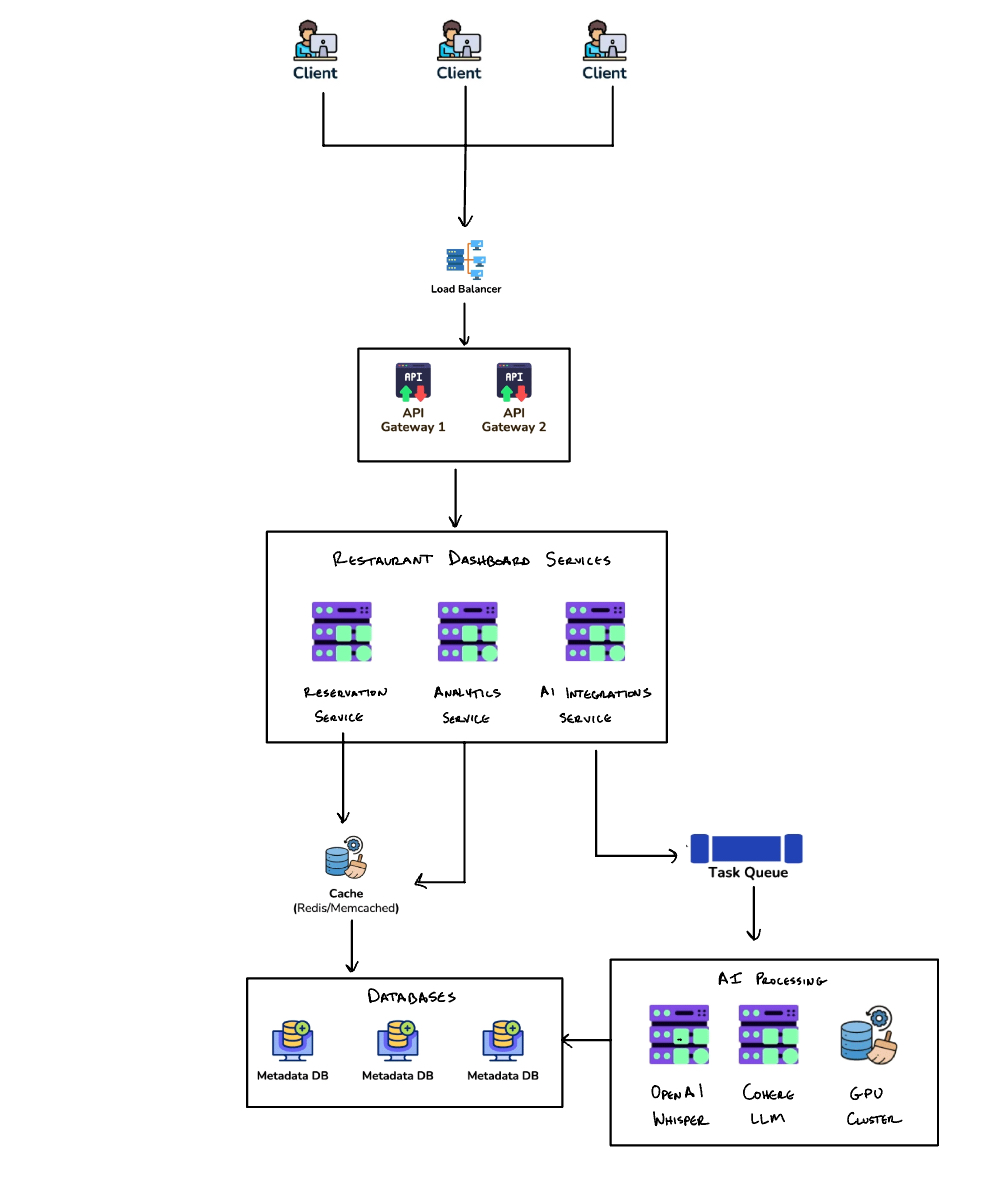 Client
Client
Client
Load Balancer
API
API
API
Gateway 1
API
Gateway 2
RESTAURANT DASHBOARD SERVICES
RESERVATION
SERVICE
ANALYTICS
SERVICE
AI INTEGRATIONS
SERVICE
Cache
(Redis/Memcached)
Task Queue
DATABASES
Metadata DB
Metadata DB
Metadata DB
AI PROCESSING
OPENAI
WHISPER
COHERE
LLM
GPU
CLUSTER